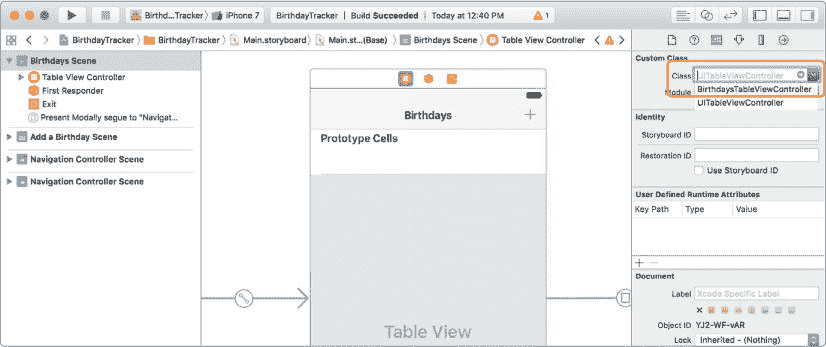 Birthd...Tracker
iPhone 7
BirthdayTracker
Build Succeeded
Today at 12:40 PM
1
BirthdayTracker
BirthdayTracker
Main.storyboard
Main.st...(Base)
Birthdays Scene
Table View Controller
Birthdays Scene
Table View Controller
First Responder
Exit
Present Modally segue to "Navigat...
Add a Birthday Scene
Navigation Controller Scene
Navigation Controller Scene
Birthdays
Prototype Cells
Table View
Custom Class
Class UITableViewController
Module BirthdaysTableViewController
UITableViewController
Identity
Storyboard ID
Restoration ID
Use Storyboard ID
User Defined Runtime Attributes
Key Path Type Value
Document
Label Xcode Specific Label
Object ID YJ2-WF-vAR
Lock Inherited - (Nothing)